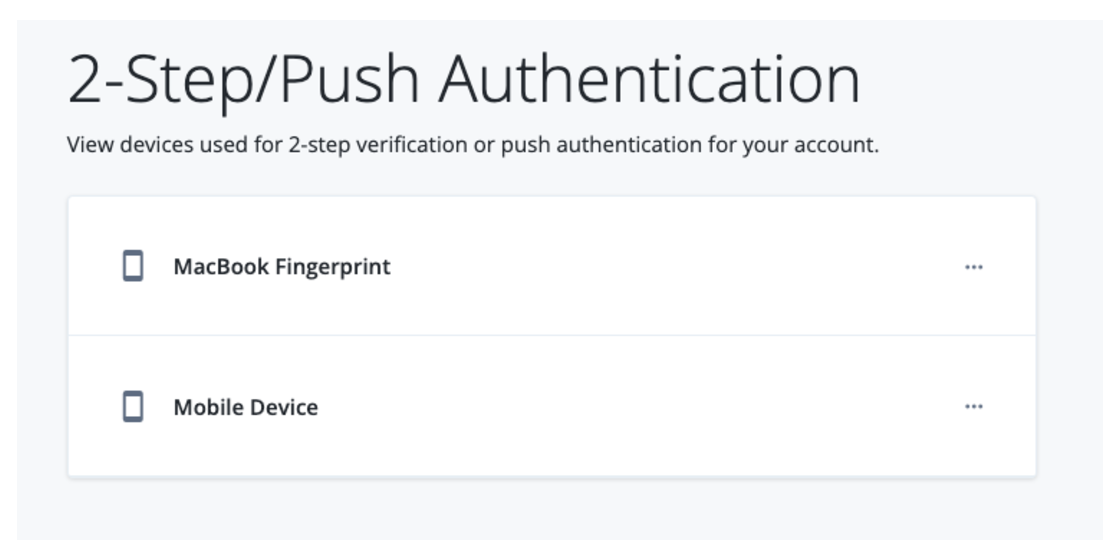 2-Step/Push Authentication
View devices used for 2-step verification or push authentication for your account.
MacBook Fingerprint
Mobile Device